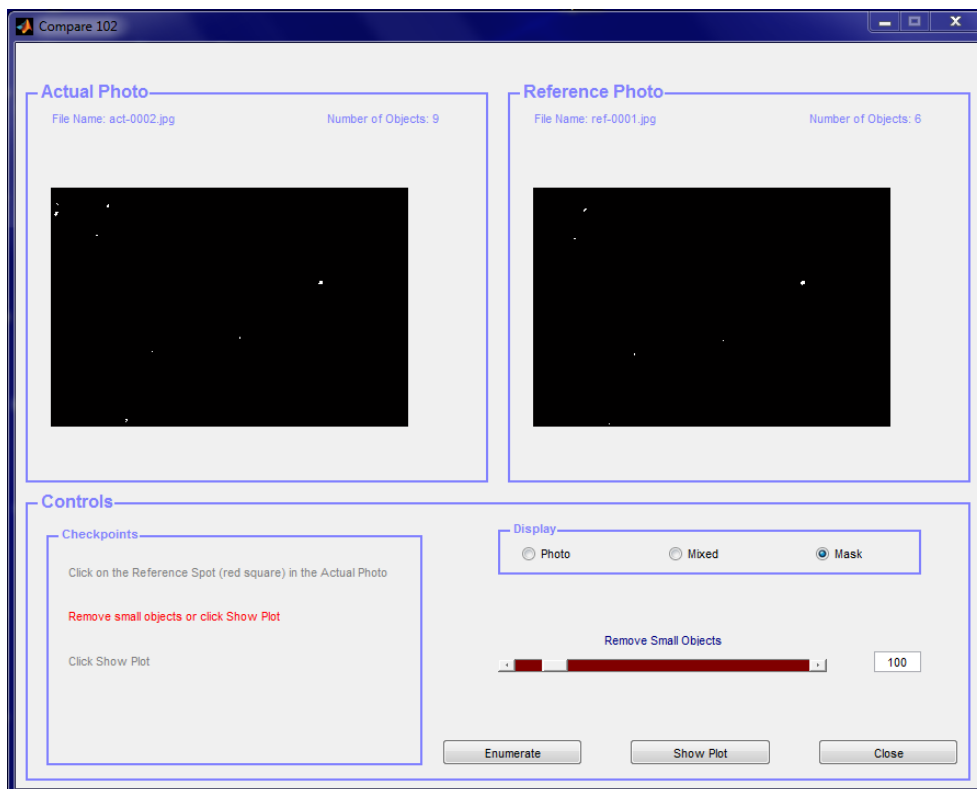 Compare 102
Actual Photo
File Name: act-0002.jpg
Number of Objects: 9
Reference Photo
File Name: ref-0001.jpg
Number of Objects: 6
Controls
Checkpoints
Click on the Reference Spot (red square) in the Actual Photo
Remove small objects or click Show Plot
Click Show Plot
Display
Photo
Mixed
Mask
Remove Small Objects
100
Enumerate
Show Plot
Close